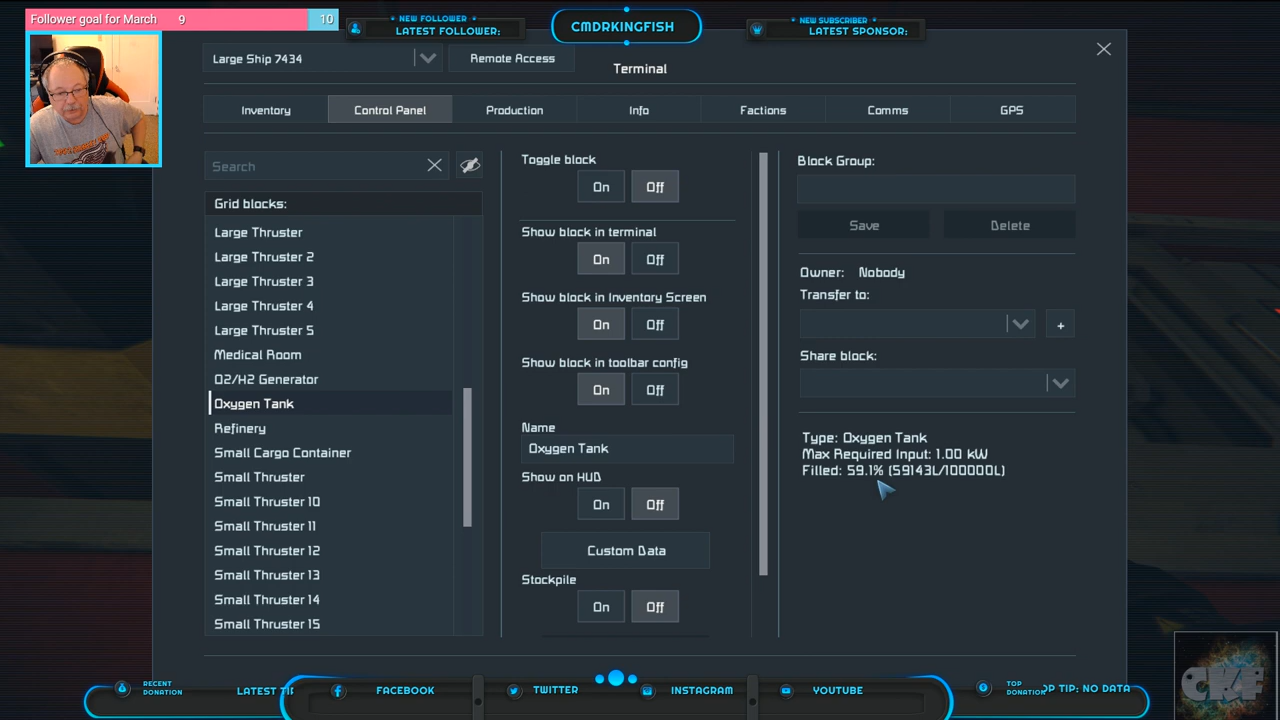 Follower goal for March 9 10
NEW FOLLOWER
LATEST FOLLOWER:
CMDRKINGFISH
NEW SUBSCRIBER
LATEST SPONSOR:
Large Ship 7434
Remote Access
Terminal
Inventory
Control Panel
Production
Info
Factions
Comms
GPS
Search
Grid blocks:
Large Thruster
Large Thruster 2
Large Thruster 3
Large Thruster 4
Large Thruster 5
Medical Room
O2/H2 Generator
Oxygen Tank
Refinery
Small Cargo Container
Small Thruster
Small Thruster 10
Small Thruster 11
Small Thruster 12
Small Thruster 13
Small Thruster 14
Small Thruster 15
Toggle block
On Off
Show block in terminal
On Off
Show block in Inventory Screen
On Off
Show block in toolbar config
On Off
Name
Oxygen Tank
Show on HUD
On Off
Custom Data
Stockpile
On Off
Block Group:
Save Delete
Owner: Nobody
Transfer to:
+
Share block:
Type: Oxygen Tank
Max Required Input: 1.00 kW
Filled: 59.1% (59143L/100000L)
CKF
RECENT DONATION
LATEST TI
FACEBOOK
TWITTER
INSTAGRAM
YOUTUBE
TOP DONATION
OP TIP: NO DATA